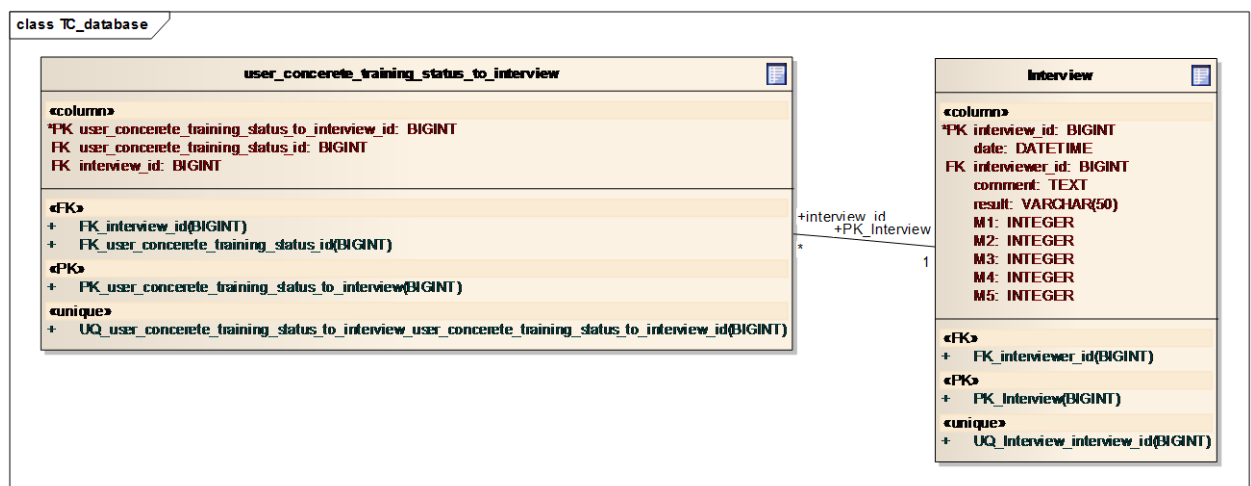 class TC_database
user_concerete_training_status_to_interview
«column»
*PK user_concerete_training_status_to_interview_id: BIGINT
FK user_concerete_training_status_id: BIGINT
FK interview_id: BIGINT
«FK»
+ FK_interview_id(BIGINT)
+ FK_user_concerete_training_status_id(BIGINT)
«PK»
+ PK_user_concerete_training_status_to_interview(BIGINT)
«unique»
+ UQ_user_concerete_training_status_to_interview_user_concerete_training_status_to_interview_id(BIGINT)
+interview_id
+PK_Interview
*
1
Interview
«column»
*PK interview_id: BIGINT
date: DATETIME
FK interviewer_id: BIGINT
comment: TEXT
result: VARCHAR(50)
M1: INTEGER
M2: INTEGER
M3: INTEGER
M4: INTEGER
M5: INTEGER
«FK»
+ FK_interviewer_id(BIGINT)
«PK»
+ PK_Interview(BIGINT)
«unique»
+ UQ_Interview_interview_id(BIGINT)